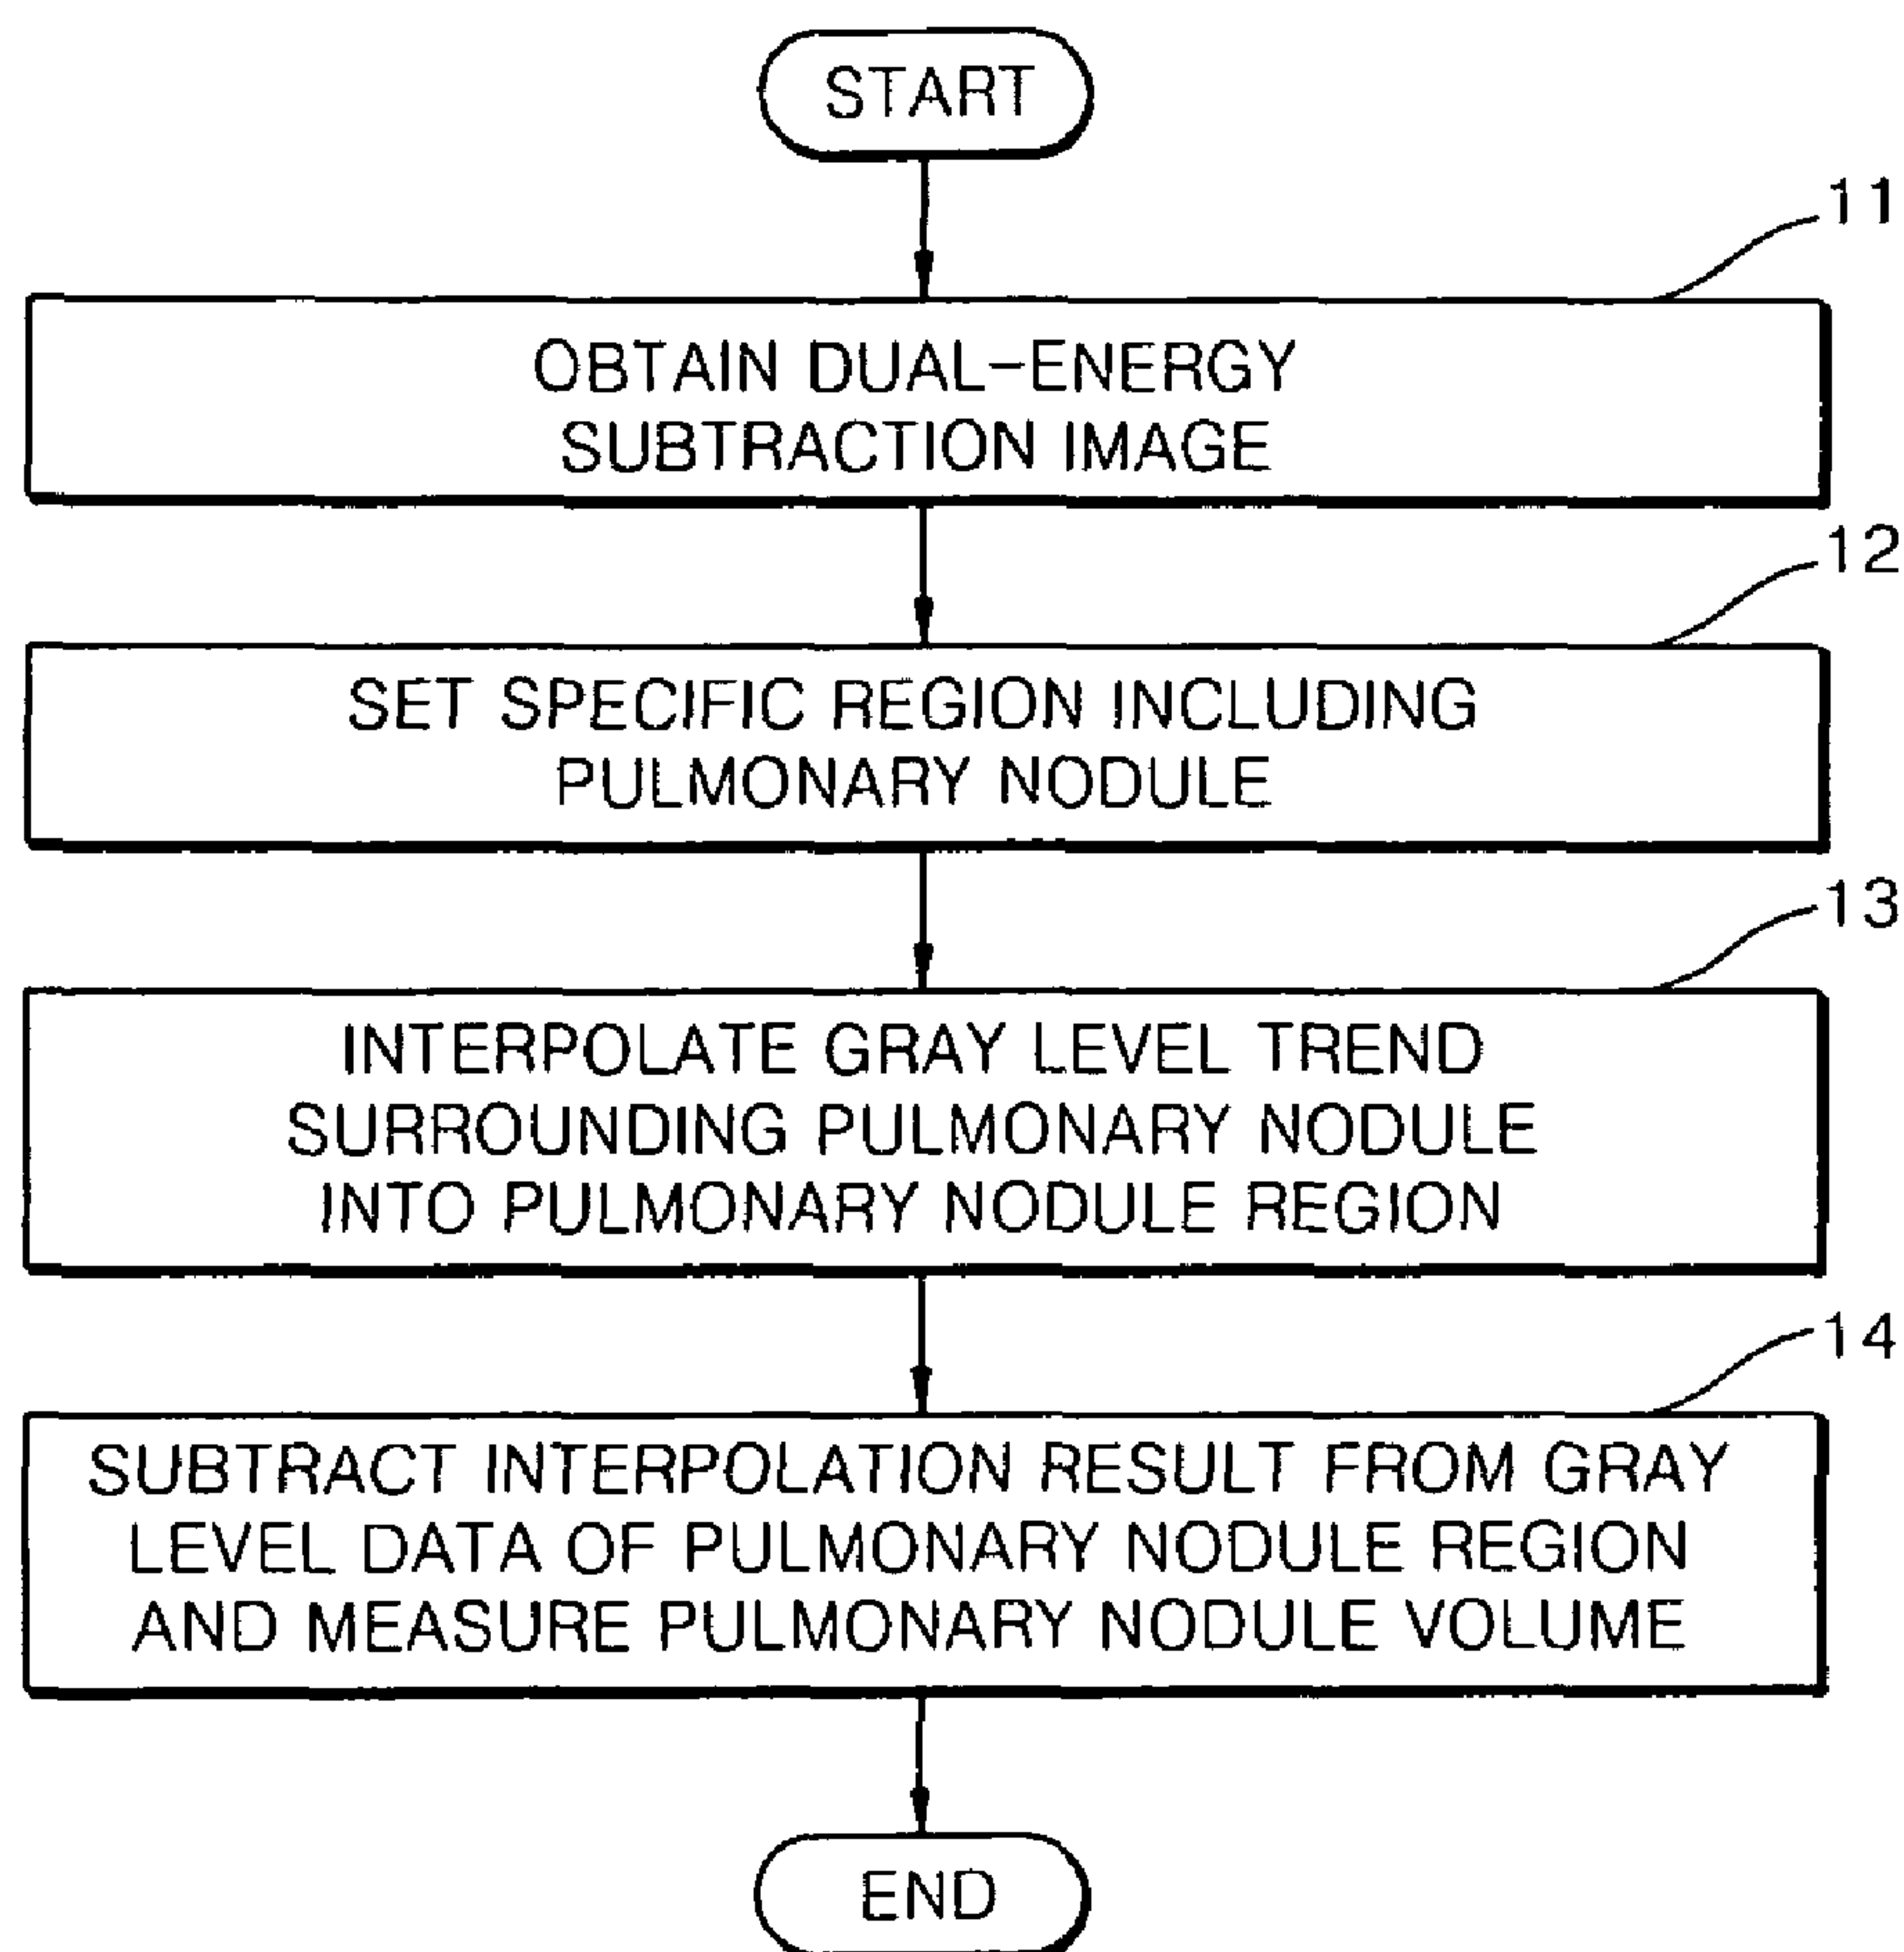 START
11
OBTAIN DUAL-ENERGY
SUBTRACTION IMAGE
12
SET SPECIFIC REGION INCLUDING
PULMONARY NODULE
13
INTERPOLATE GRAY LEVEL TREND
SURROUNDING PULMONARY NODULE
INTO PULMONARY NODULE REGION
14
SUBTRACT INTERPOLATION RESULT FROM GRAY
LEVEL DATA OF PULMONARY NODULE REGION
AND MEASURE PULMONARY NODULE VOLUME
END